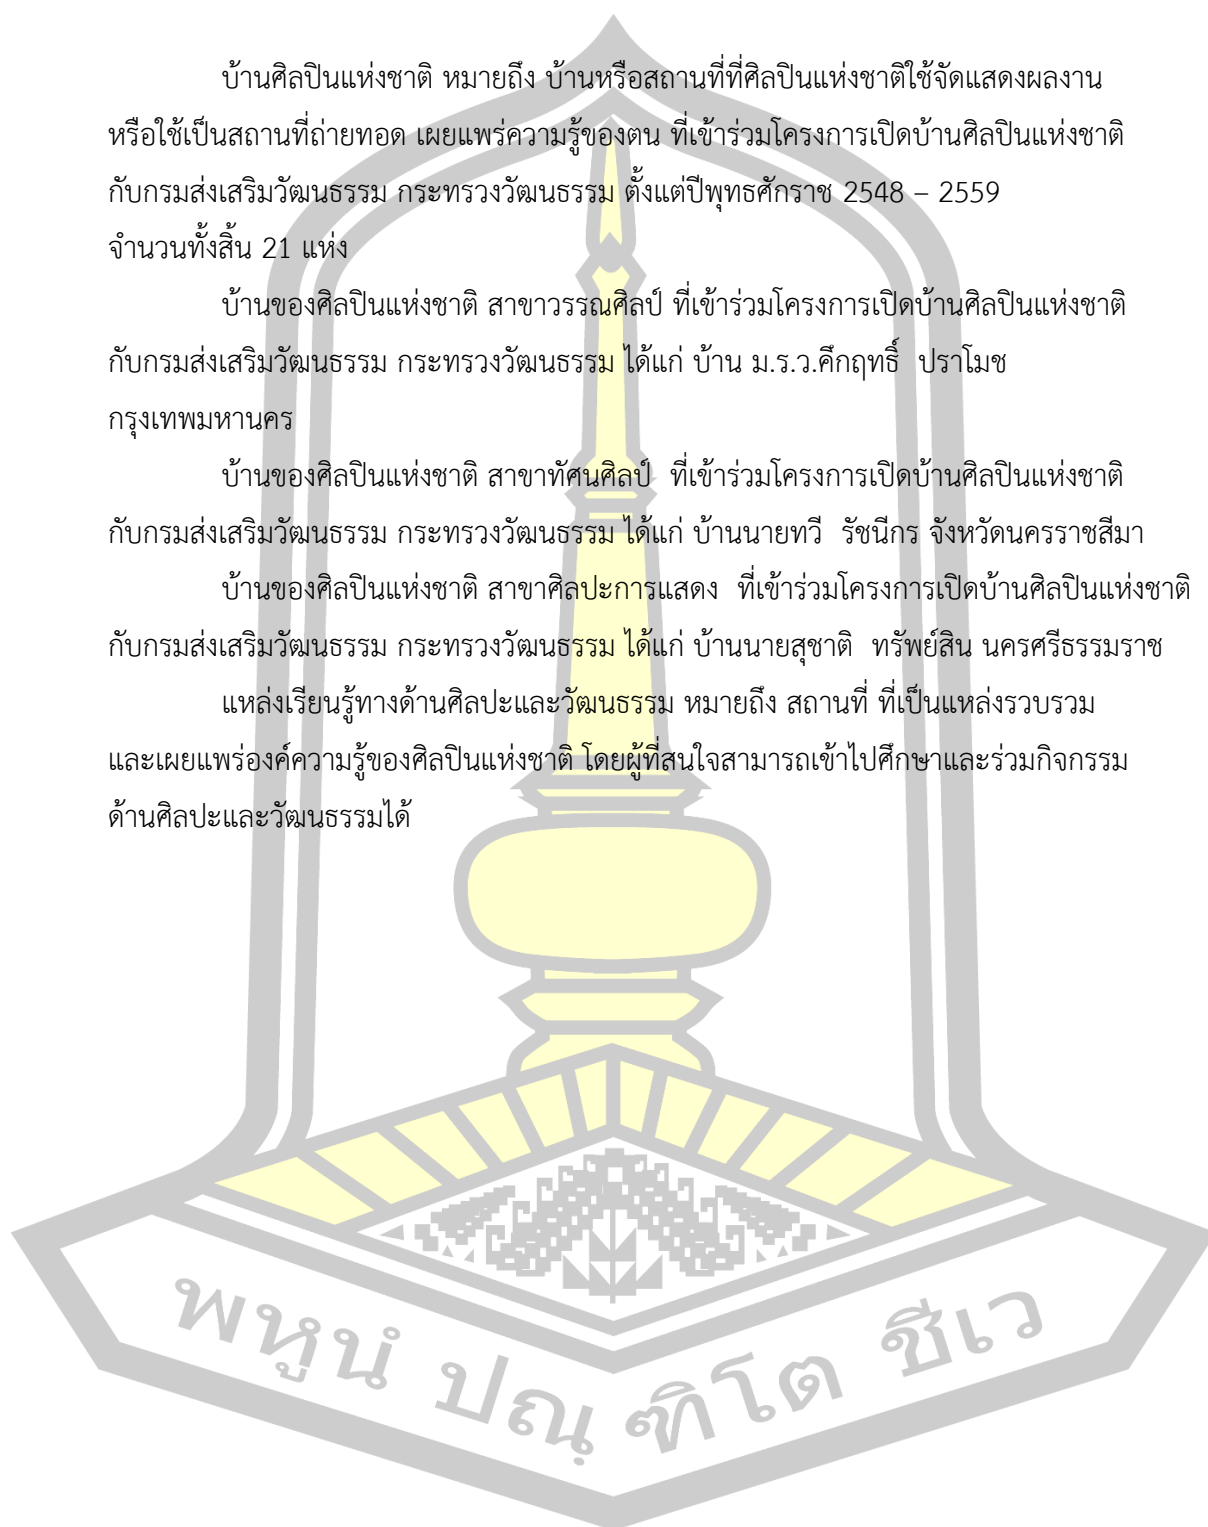 บ้านศิลปินแห่งชาติ หมายถึง บ้านหรือสถานที่ที่ศิลปินแห่งชาติใช้จัดแสดงผลงาน
หรือใช้เป็นสถานที่ถ่ายทอด เผยแพร่ความรู้ของตน ที่เข้าร่วมโครงการเปิดบ้านศิลปินแห่งชาติ
กับกรมส่งเสริมวัฒนธรรม กระทรวงวัฒนธรรม ตั้งแต่ปีพุทธศักราช 2548 – 2559
จำนวนทั้งสิ้น 21 แห่ง
บ้านของศิลปินแห่งชาติ สาขาวรรณศิลป์ ที่เข้าร่วมโครงการเปิดบ้านศิลปินแห่งชาติ
กับกรมส่งเสริมวัฒนธรรม กระทรวงวัฒนธรรม ได้แก่ บ้าน ม.ร.ว.คึกฤทธิ์ ปราโมช
กรุงเทพมหานคร
บ้านของศิลปินแห่งชาติ สาขาทัศนศิลป์ ที่เข้าร่วมโครงการเปิดบ้านศิลปินแห่งชาติ
กับกรมส่งเสริมวัฒนธรรม กระทรวงวัฒนธรรม ได้แก่ บ้านนายทวี รัชนีกร จังหวัดนครราชสีมา
บ้านของศิลปินแห่งชาติ สาขาศิลปะการแสดง ที่เข้าร่วมโครงการเปิดบ้านศิลปินแห่งชาติ
กับกรมส่งเสริมวัฒนธรรม กระทรวงวัฒนธรรม ได้แก่ บ้านนายสุชาติ ทรัพย์สิน นครศรีธรรมราช
แหล่งเรียนรู้ทางด้านศิลปะและวัฒนธรรม หมายถึง สถานที่ ที่เป็นแหล่งรวบรวม
และเผยแพร่องค์ความรู้ของศิลปินแห่งชาติ โดยผู้ที่สนใจสามารถเข้าไปศึกษาและร่วมกิจกรรม
ด้านศิลปะและวัฒนธรรมได้
พหูนํ ปณฺฑิโต ชีเว